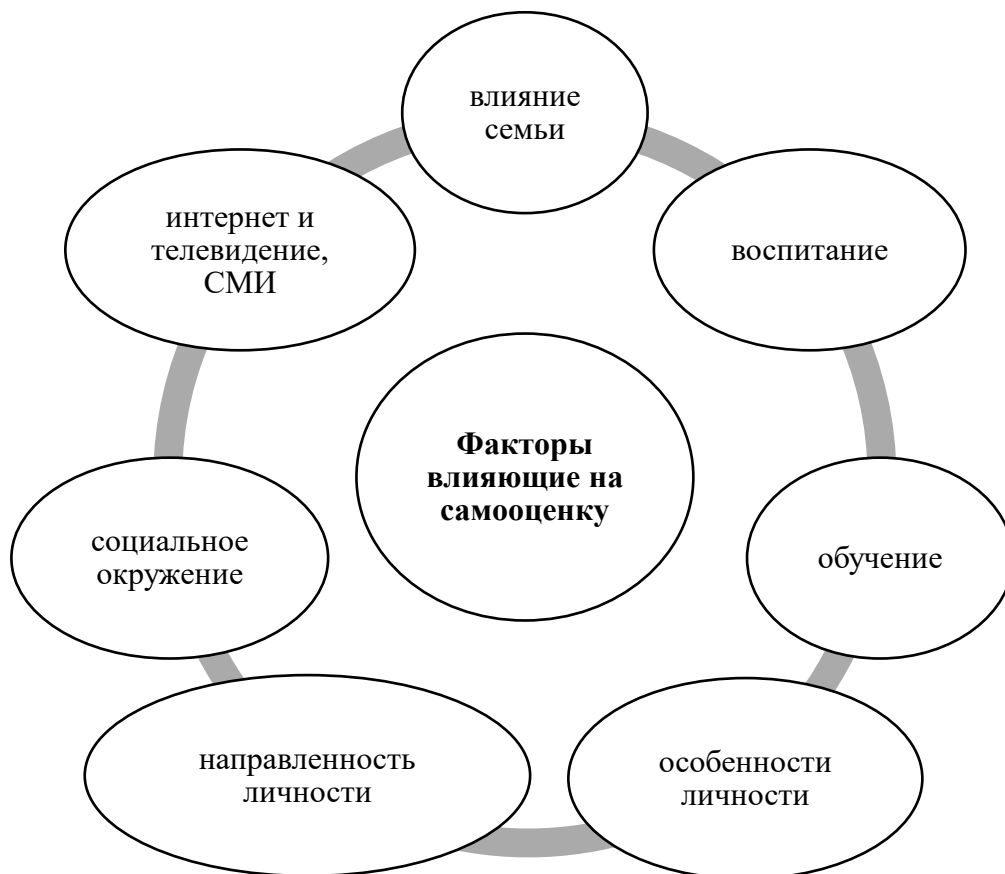 влияние
семьи
воспитание
обучение
особенности
личности
направленность
личности
социальное
окружение
интернет и
телевидение,
СМИ
Факторы
влияющие на
самооценку